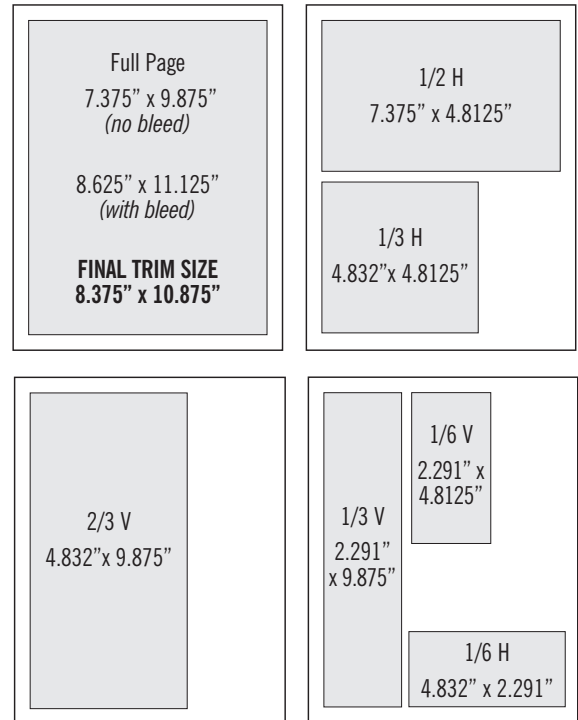 Full Page
7.375” x 9.875”
(no bleed)
8.625” x 11.125”
(with bleed)
FINAL TRIM SIZE
8.375” x 10.875”
1/2 H
7.375” x 4.8125”
1/3 H
4.832”x 4.8125”
2/3 V
4.832”x 9.875”
1/3 V
2.291”
x 9.875”
1/6 V
2.291” x
4.8125”
1/6 H
4.832” x 2.291”